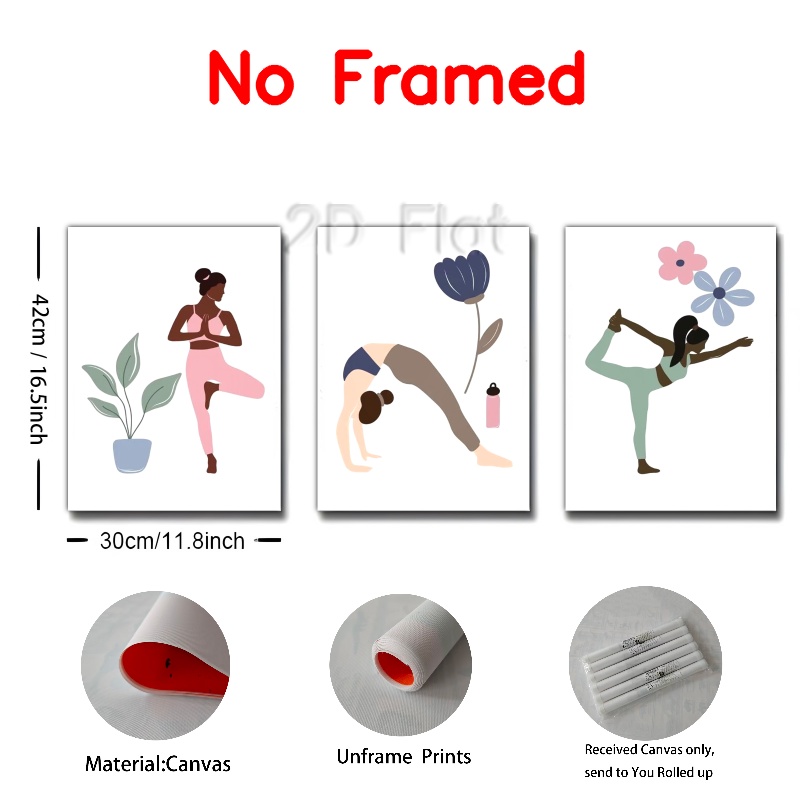 No Framed
2D Flat
42cm / 16.5inch
30cm/11.8inch
Material:Canvas
Unframe Prints
Received Canvas only,
send to You Rolled up